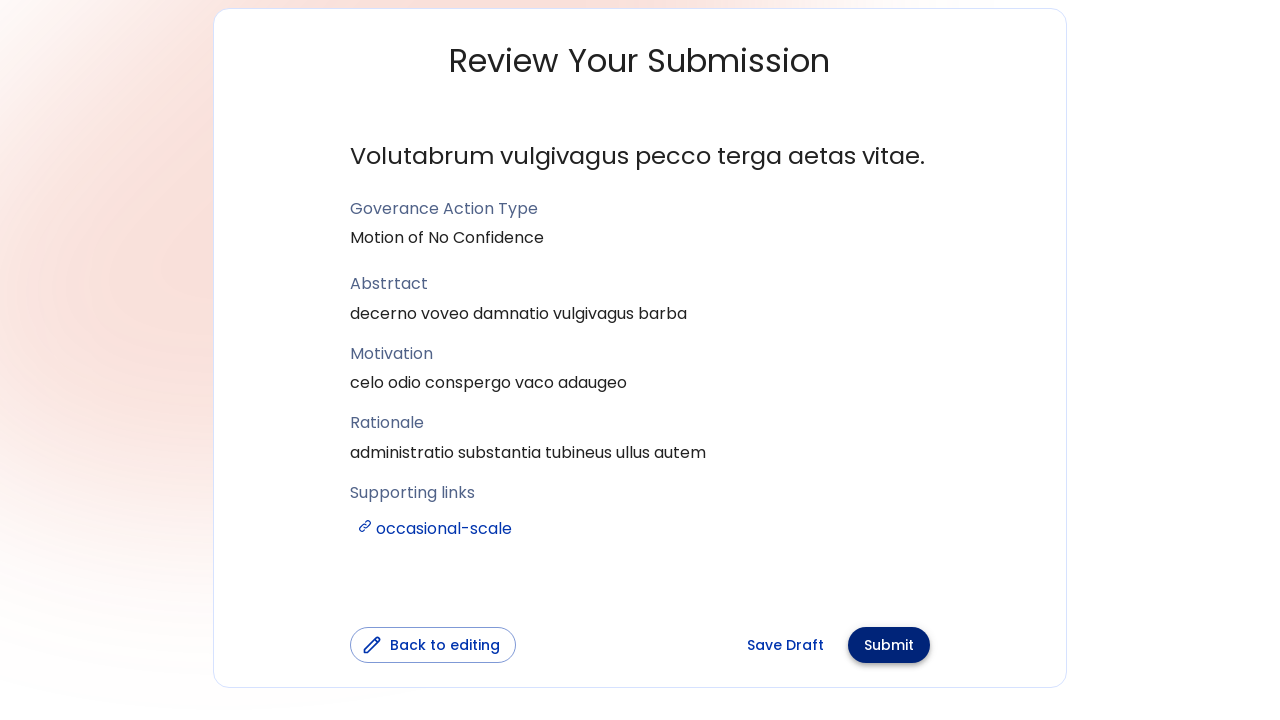 Review Your Submission
Volutabrum vulgivagus pecco terga aetas vitae.
Goverance Action Type
Motion of No Confidence
Abstrtact
decerno voveo damnatio vulgivagus barba
Motivation
celo odio conspergo vaco adaugeo
Rationale
administratio substantia tubineus ullus autem
Supporting links
occasional-scale
Back to editing
Save Draft
Submit